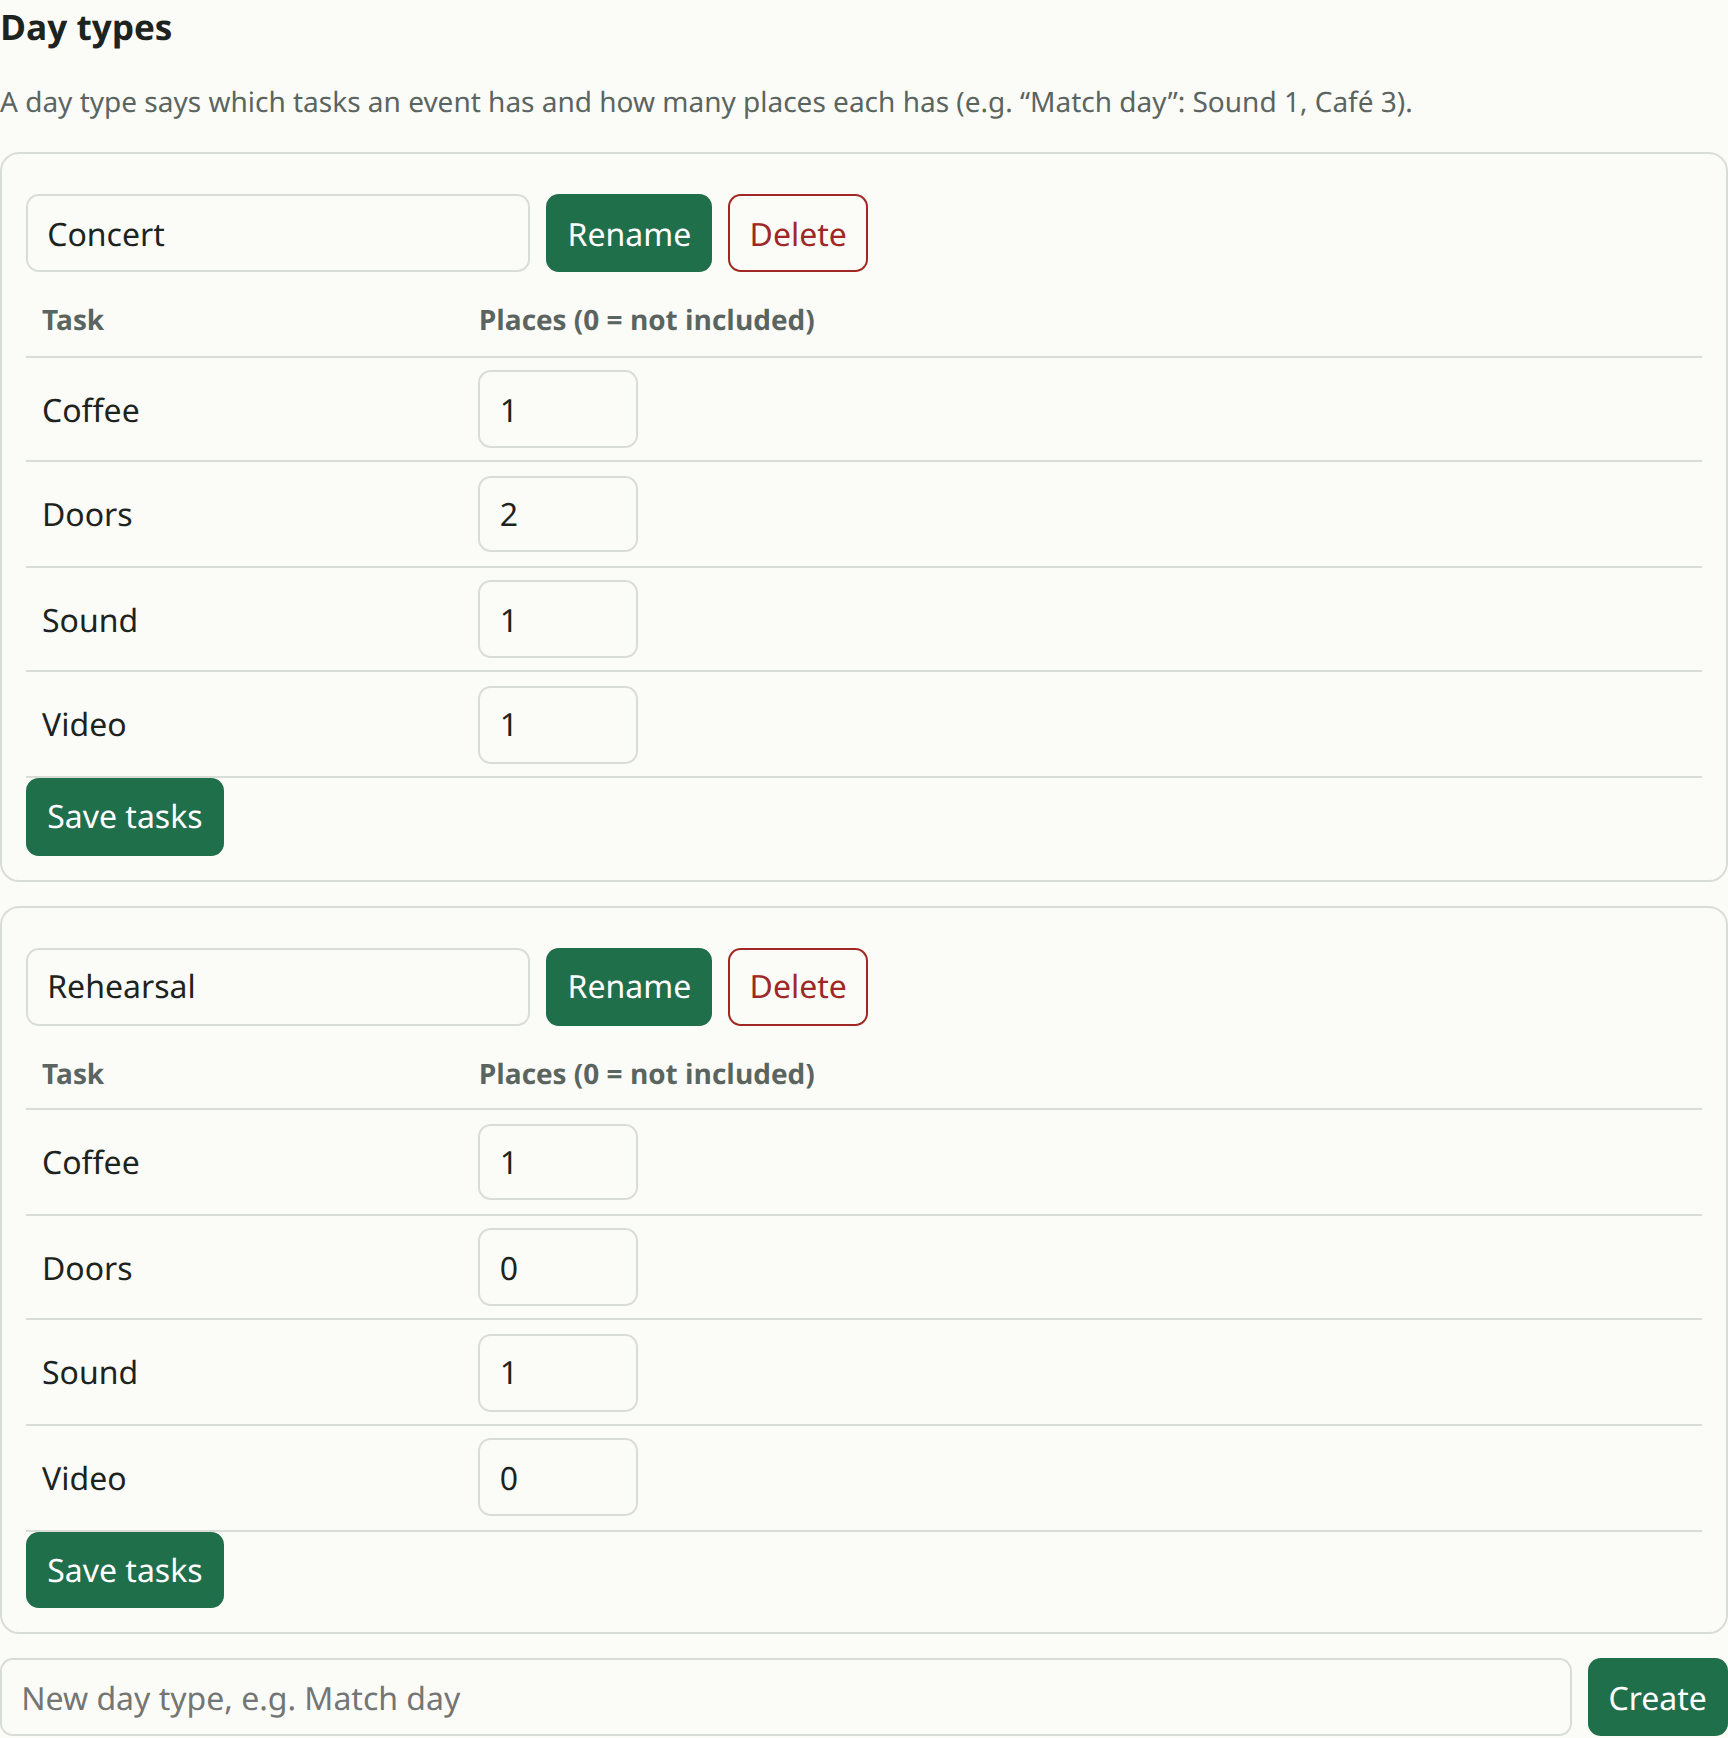 Day types
A day type says which tasks an event has and how many places each has (e.g. “Match day”: Sound 1, Café 3).
Concert Rename Delete
Task Places (0 = not included)
Coffee 1
Doors 2
Sound 1
Video 1
Save tasks
Rehearsal Rename Delete
Task Places (0 = not included)
Coffee 1
Doors 0
Sound 1
Video 0
Save tasks
New day type, e.g. Match day Create